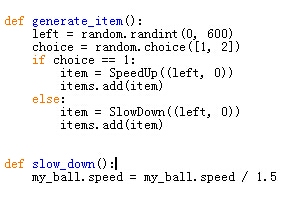 def generate_item():
    left = random.randint(0, 600)
    choice = random.choice([1, 2])
    if choice == 1:
        item = SpeedUp((left, 0))
        items.add(item)
    else:
        item = SlowDown((left, 0))
        items.add(item)
def slow_down():
    my_ball.speed = my_ball.speed / 1.5